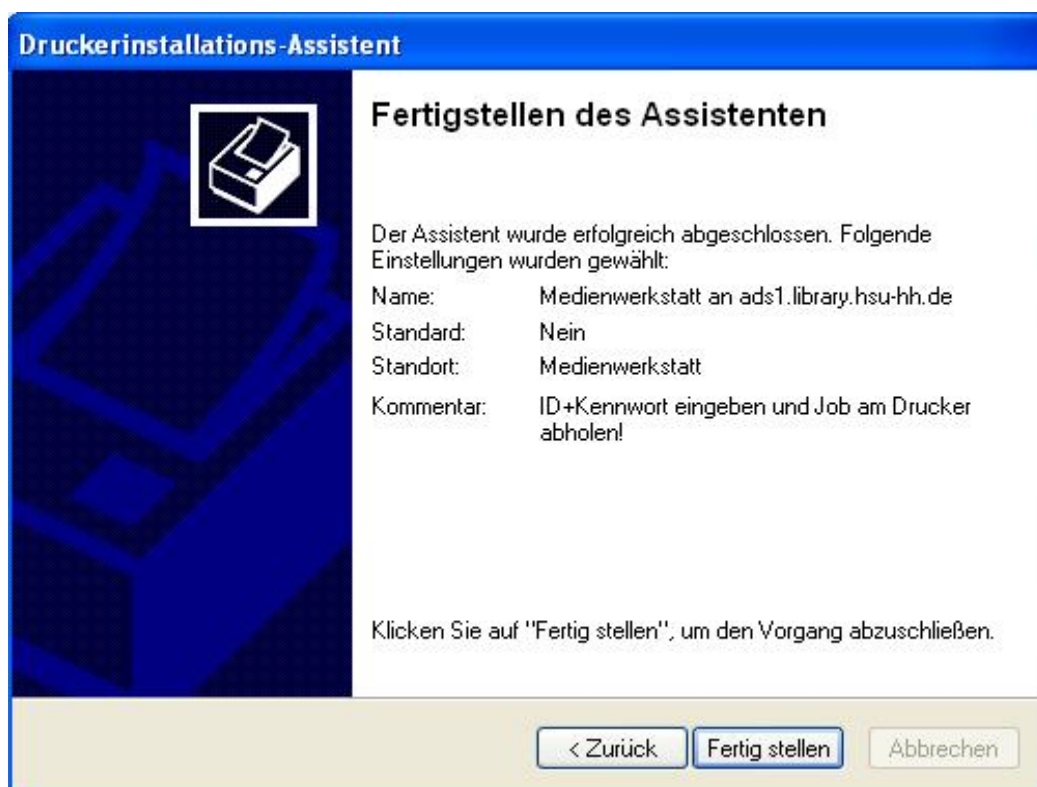 Druckerinstallations-Assistent
Fertigstellen des Assistenten
Der Assistent wurde erfolgreich abgeschlossen. Folgende
Einstellungen wurden gewählt:
Name: Medienwerkstatt an ads1.library.hsu-hh.de
Standard: Nein
Standort: Medienwerkstatt
Kommentar: ID+Kennwort eingeben und Job am Drucker
abholen!
Klicken Sie auf "Fertig stellen", um den Vorgang abzuschließen.
< Zurück Fertig stellen Abbrechen